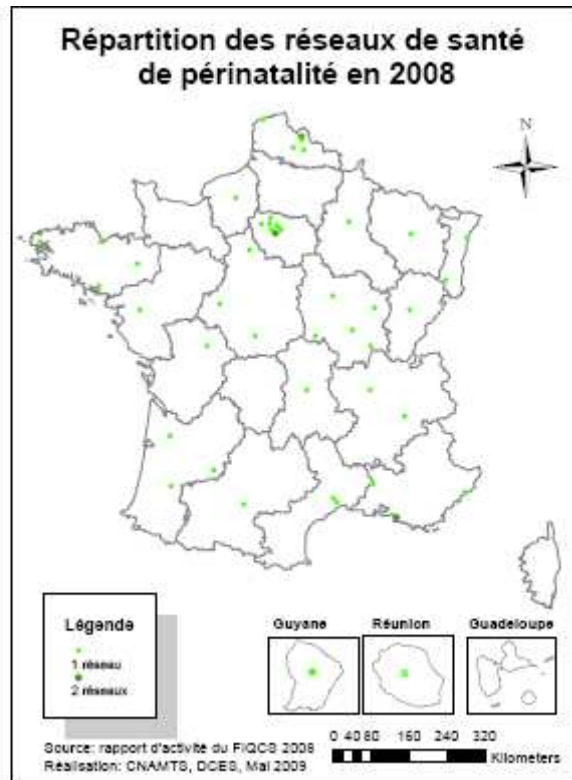 Répartition des réseaux de santé
de périnatalité en 2008
N
Légende
1 réseau
2 réseaux
Guyane
Réunion
Guadeloupe
0 40 80 160 240 320
Kilometers
Source: rapport d'activité du FIQCS 2008
Réalisation: CNAMTS, DCES, Mai 2009